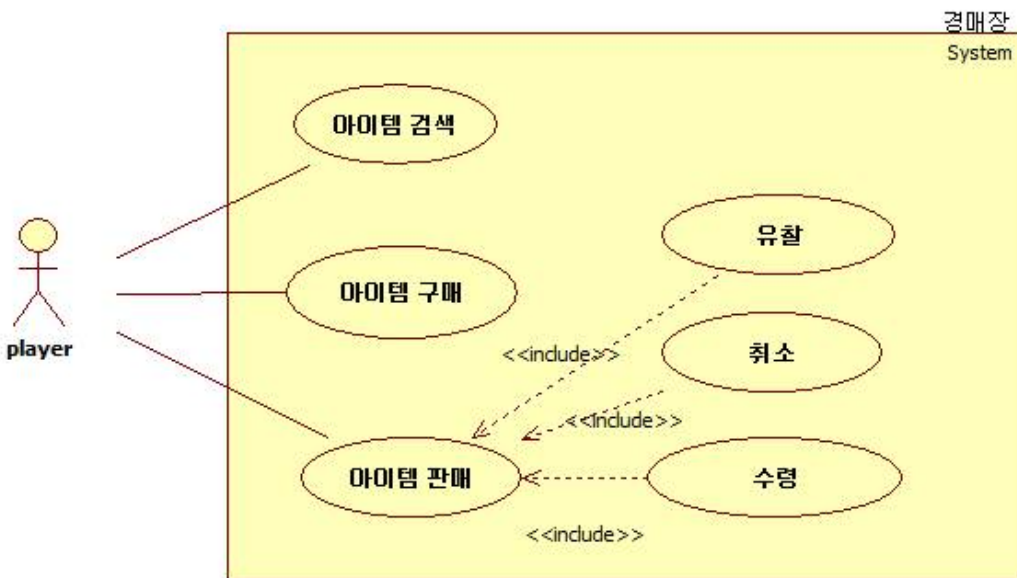 경매장
System
아이템 검색
유찰
아이템 구매
player
<<include>>
취소
<<include>>
아이템 판매
수령
<<include>>